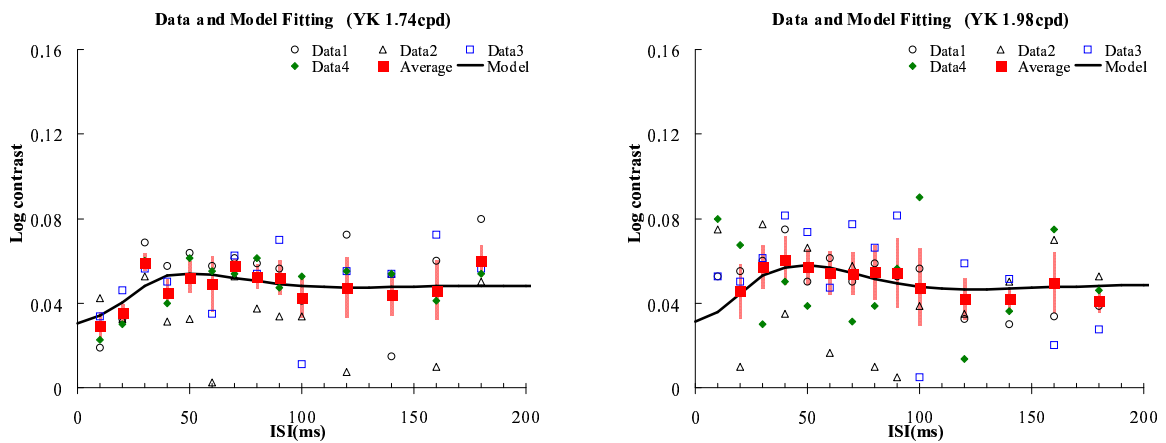 Data and Model Fitting (YK 1.74cpd)
0.16
Data1 Data2 Data3
Data4 Average Model
0.12
Log contrast
0.08
0.04
0
0 50 100 150 200
ISI(ms)
Data and Model Fitting (YK 1.98cpd)
0.16
Data1 Data2 Data3
Data4 Average Model
0.12
Log contrast
0.08
0.04
0
0 50 100 150 200
ISI(ms)